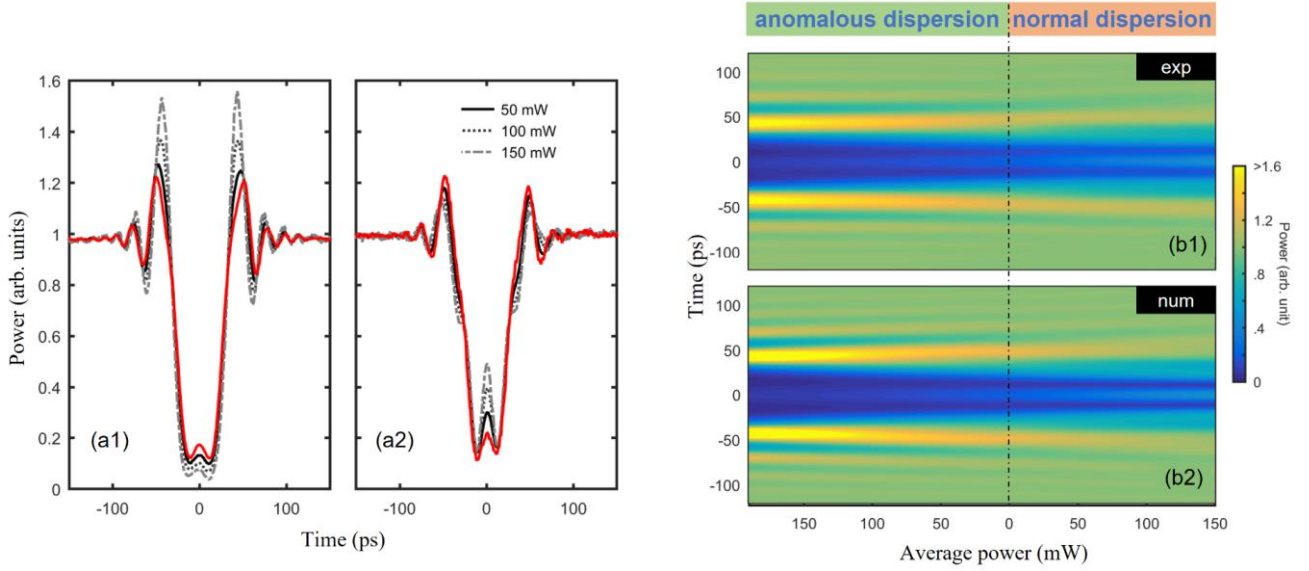 1.6
1.4
1.2
1
0.8
0.6
0.4
0.2
0
Power (arb. units)
50 mW
100 mW
150 mW
(a1)
(a2)
-100 0 100
-100 0 100
Time (ps)
anomalous dispersion normal dispersion
exp
100
50
0
-50
-100
(b1)
num
100
50
0
-50
-100
(b2)
Time (ps)
>1.6
1.2
.8
.4
0
Power (arb. unit)
150 100 50 0 50 100 150
Average power (mW)